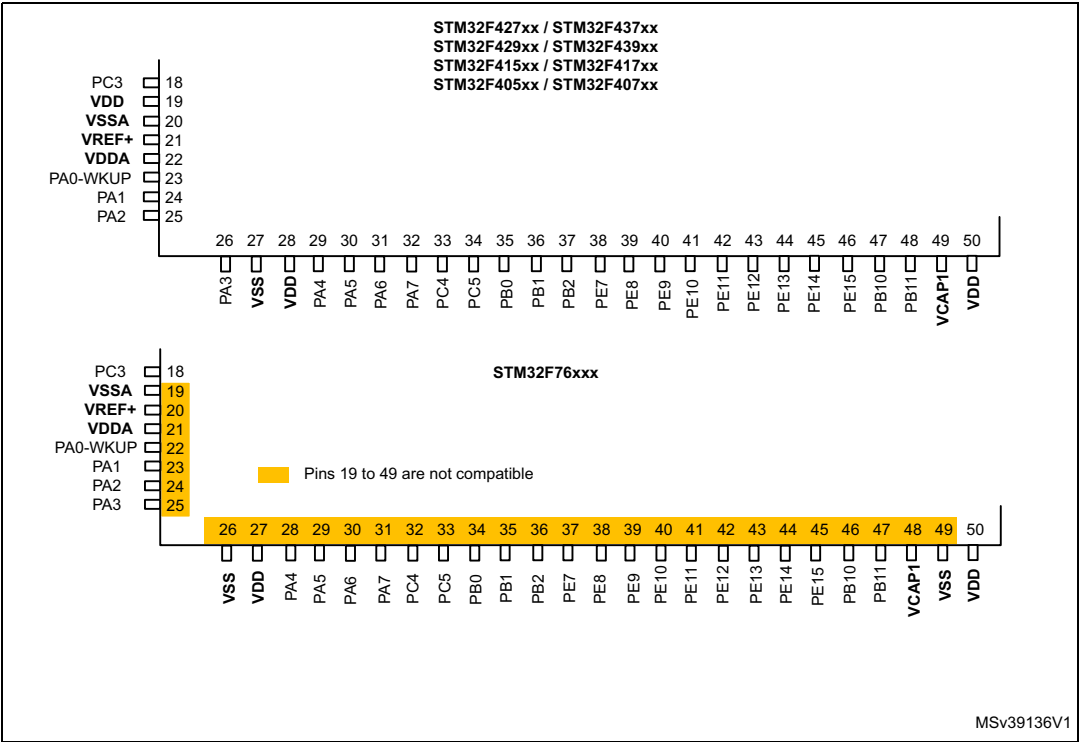 STM32F427xx / STM32F437xx
STM32F429xx / STM32F439xx
STM32F415xx / STM32F417xx
STM32F405xx / STM32F407xx
PC3 18
VDD 19
VSSA 20
VREF+ 21
VDDA 22
PA0-WKUP 23
PA1 24
PA2 25
26 27 28 29 30 31 32 33 34 35 36 37 38 39 40 41 42 43 44 45 46 47 48 49 50
PA3 VSS VDD PA4 PA5 PA6 PA7 PC4 PC5 PB0 PB1 PB2 PE7 PE8 PE9 PE10 PE11 PE12 PE13 PE14 PE15 PB10 PB11 VCAP1 VDD
STM32F76xxx
PC3 18
VSSA 19
VREF+ 20
VDDA 21
PA0-WKUP 22
PA1 23
PA2 24
PA3 25
Pins 19 to 49 are not compatible
26 27 28 29 30 31 32 33 34 35 36 37 38 39 40 41 42 43 44 45 46 47 48 49 50
VSS VDD PA4 PA5 PA6 PA7 PC4 PC5 PB0 PB1 PB2 PE7 PE8 PE9 PE10 PE11 PE12 PE13 PE14 PE15 PB10 PB11 VCAP1 VSS VDD
MSv39136V1